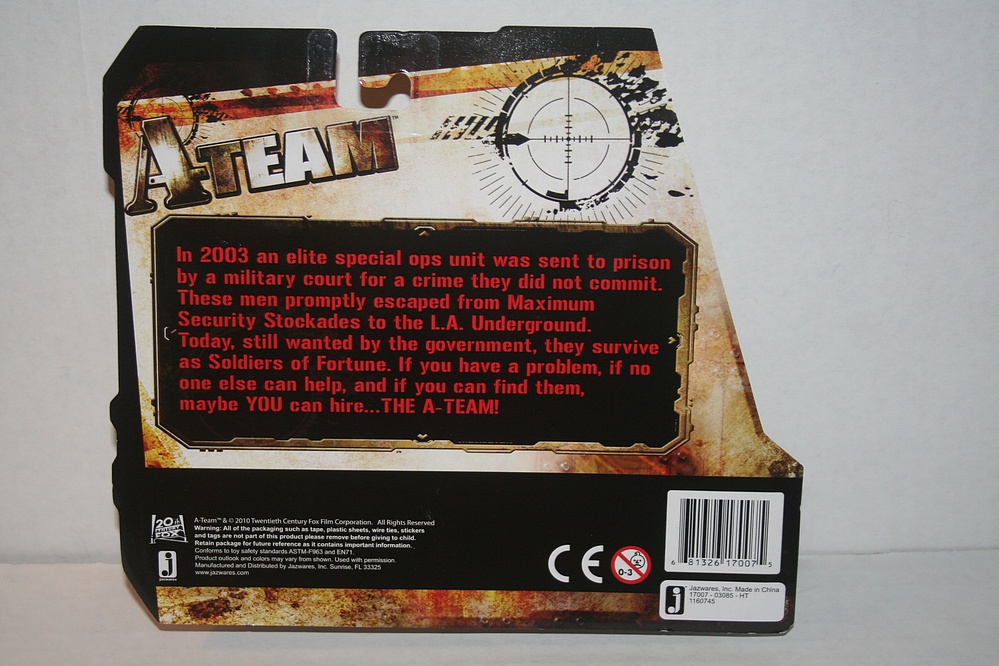 A-TEAM™
In 2003 an elite special ops unit was sent to prison
by a military court for a crime they did not commit.
These men promptly escaped from Maximum
Security Stockades to the L.A. Underground.
Today, still wanted by the government, they survive
as Soldiers of Fortune. If you have a problem, if no
one else can help, and if you can find them,
maybe YOU can hire...THE A-TEAM!
20th
CENTURY
FOX
A-Team™ & © 2010 Twentieth Century Fox Film Corporation. All Rights Reserved
Warning: All of the packaging such as tape, plastic sheets, wire ties, stickers
and tags are not part of this product please remove before giving to child.
Retain package for future reference as it contains important information.
Conforms to toy safety standards ASTM-F963 and EN71.
Product outlook and colors may vary from shown. Used with permission.
Manufactured and Distributed by Jazwares, Inc. Sunrise, FL 33325
www.jazwares.com
j
jazwares
CE
0-3
6 81326 17007 5
j
Jazwares, Inc. Made in China
17007 - 03085 - HT
1160745